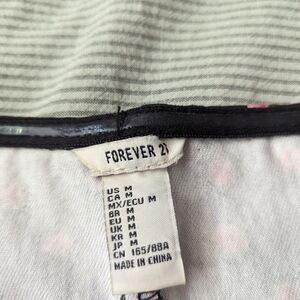 FOREVER 21
US M
CA M
MX/ECU M
BR M
EU M
UK M
KR M
JP M
CN 165/88A
MADE IN CHINA